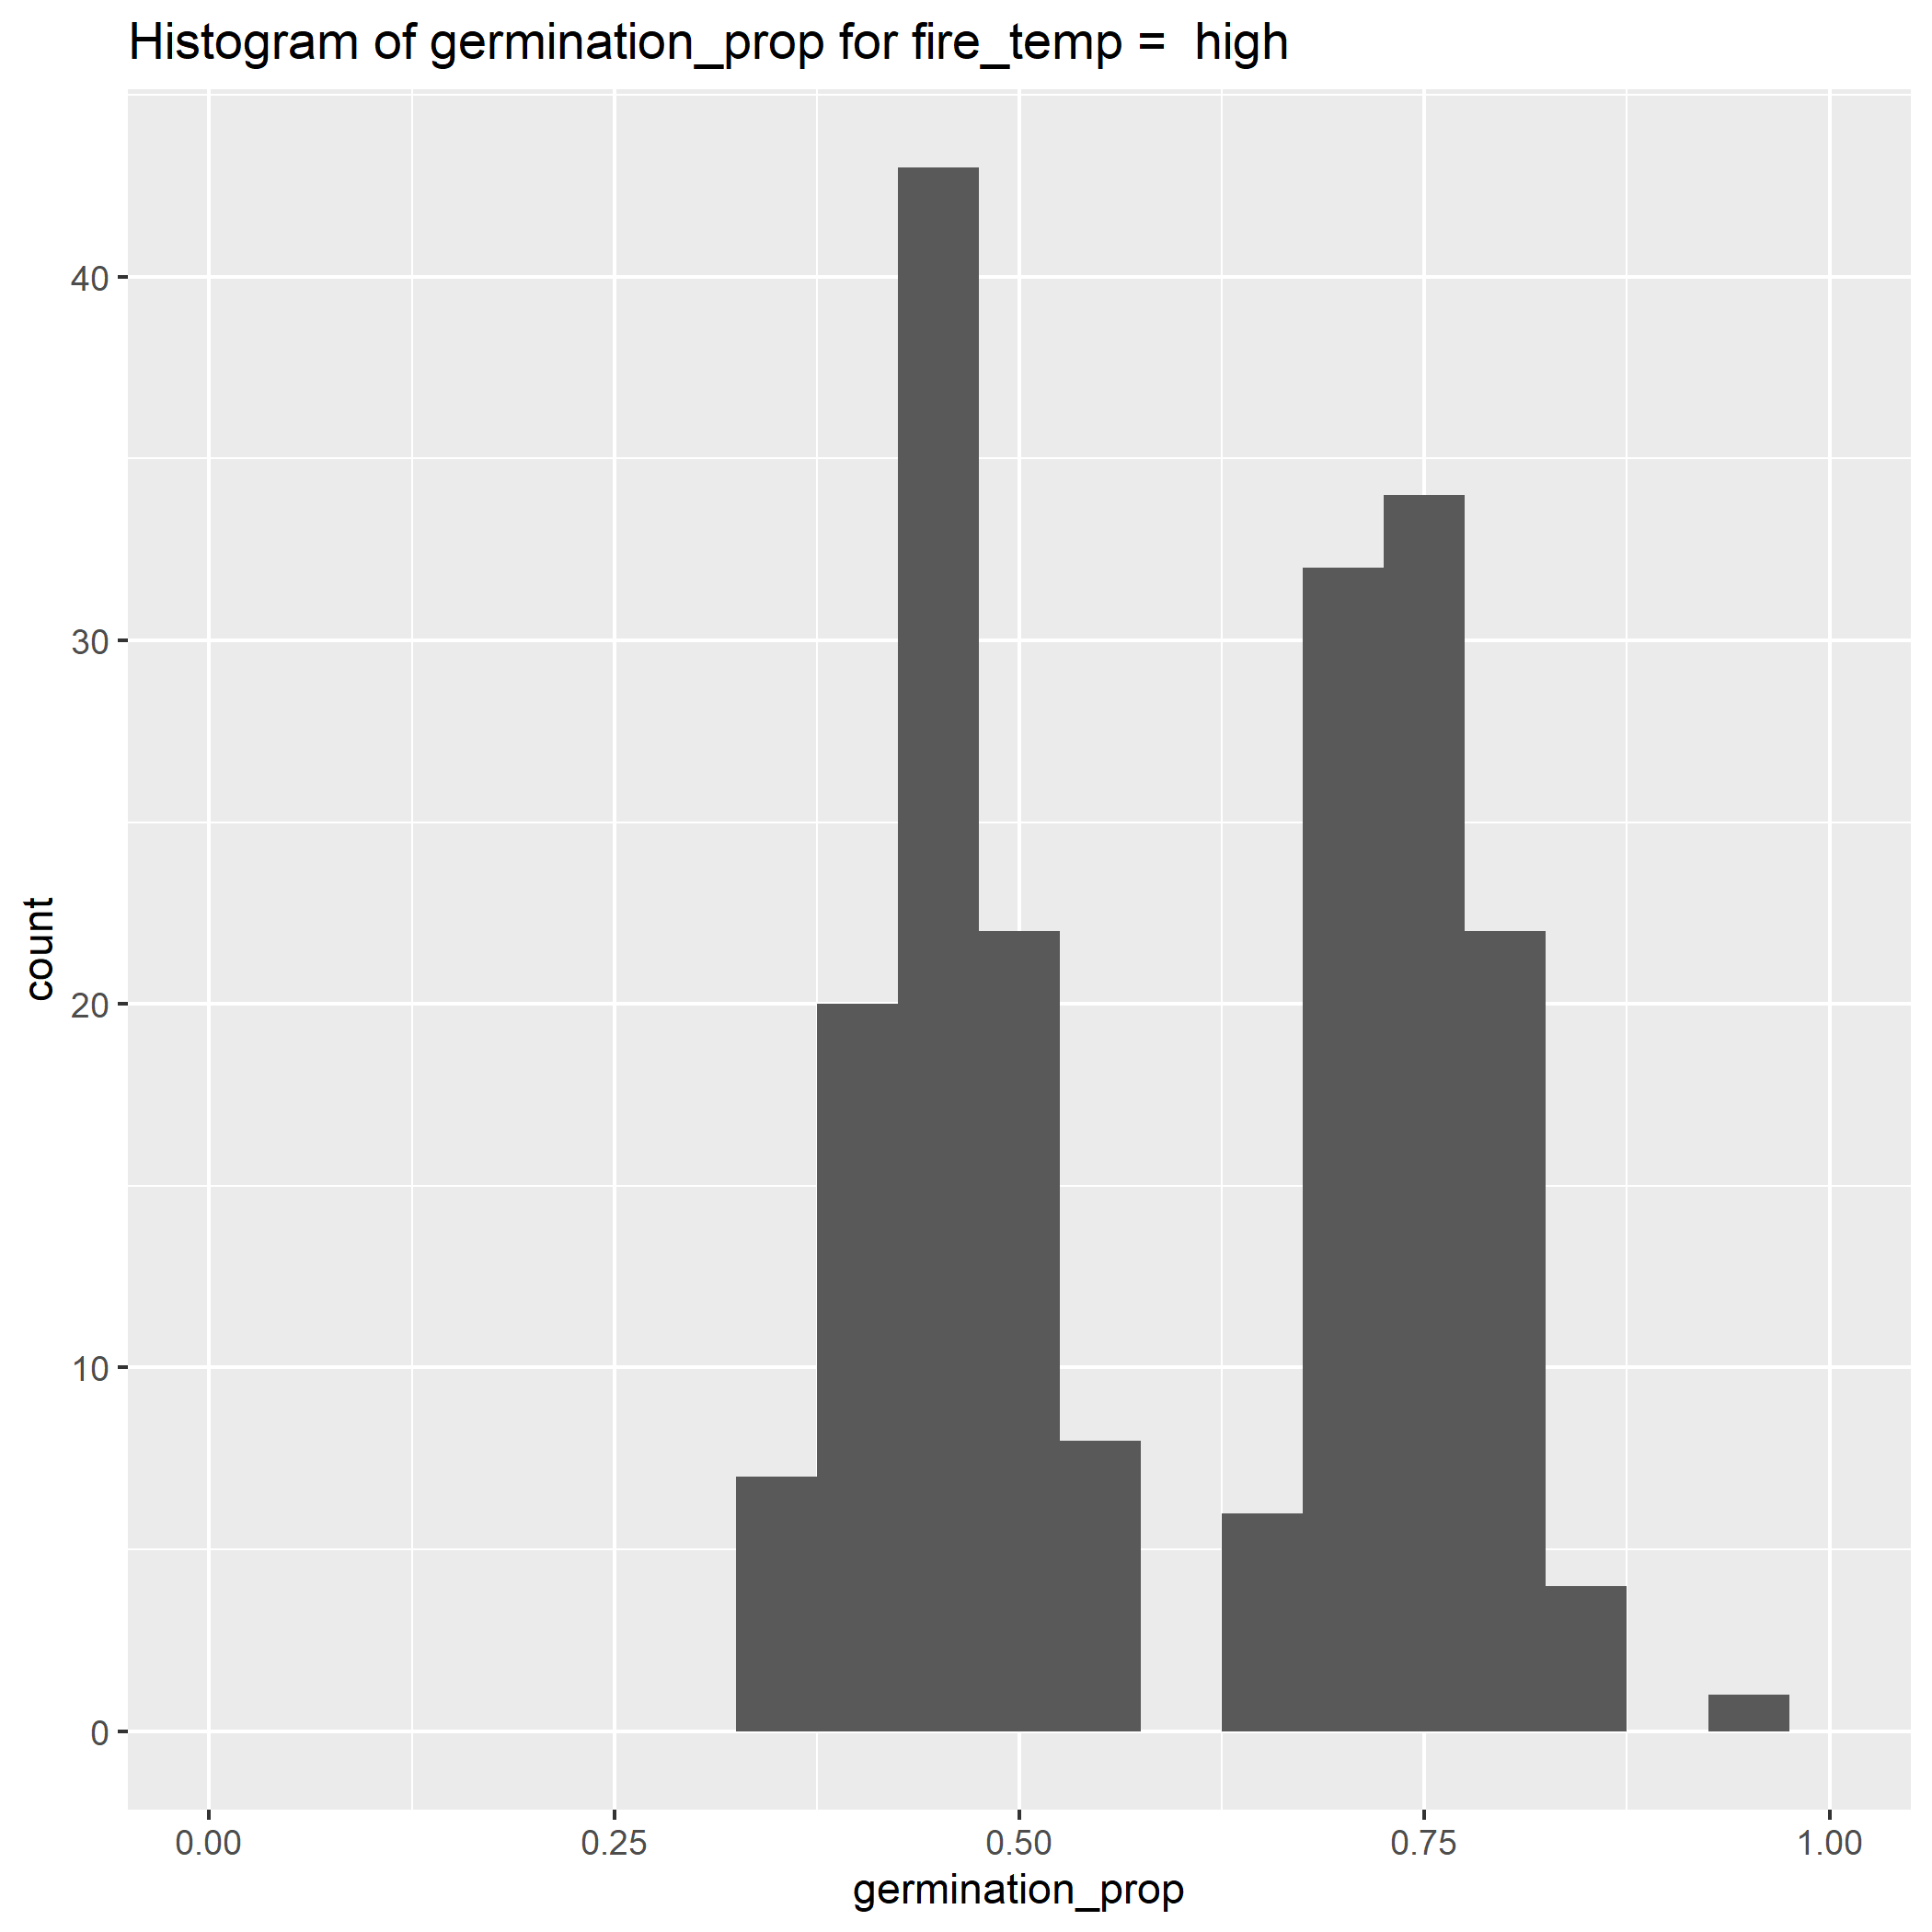 Histogram of germination_prop for fire_temp =  high
40
30
20
10
0
count
0.00 0.25 0.50 0.75 1.00
germination_prop